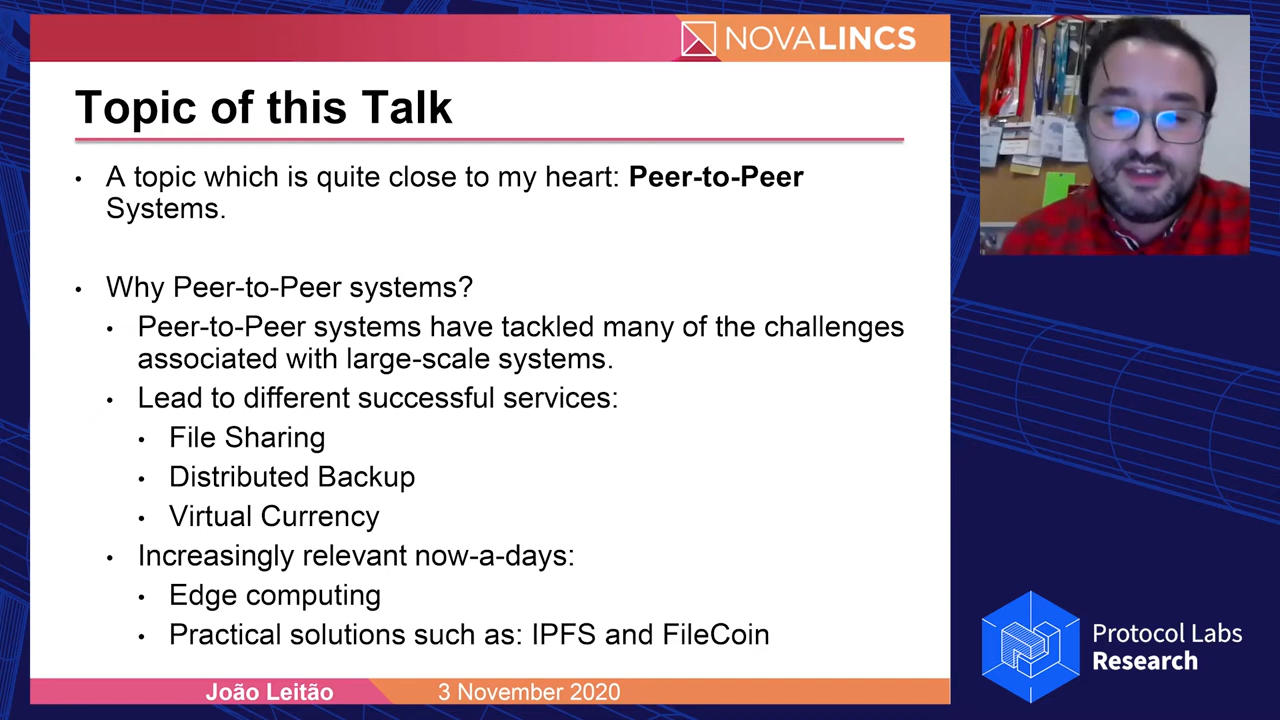 NOVALINCS
Topic of this Talk
• A topic which is quite close to my heart: Peer-to-Peer
Systems.
• Why Peer-to-Peer systems?
• Peer-to-Peer systems have tackled many of the challenges
associated with large-scale systems.
• Lead to different successful services:
• File Sharing
• Distributed Backup
• Virtual Currency
• Increasingly relevant now-a-days:
• Edge computing
• Practical solutions such as: IPFS and FileCoin
João Leitão
3 November 2020
Protocol Labs
Research